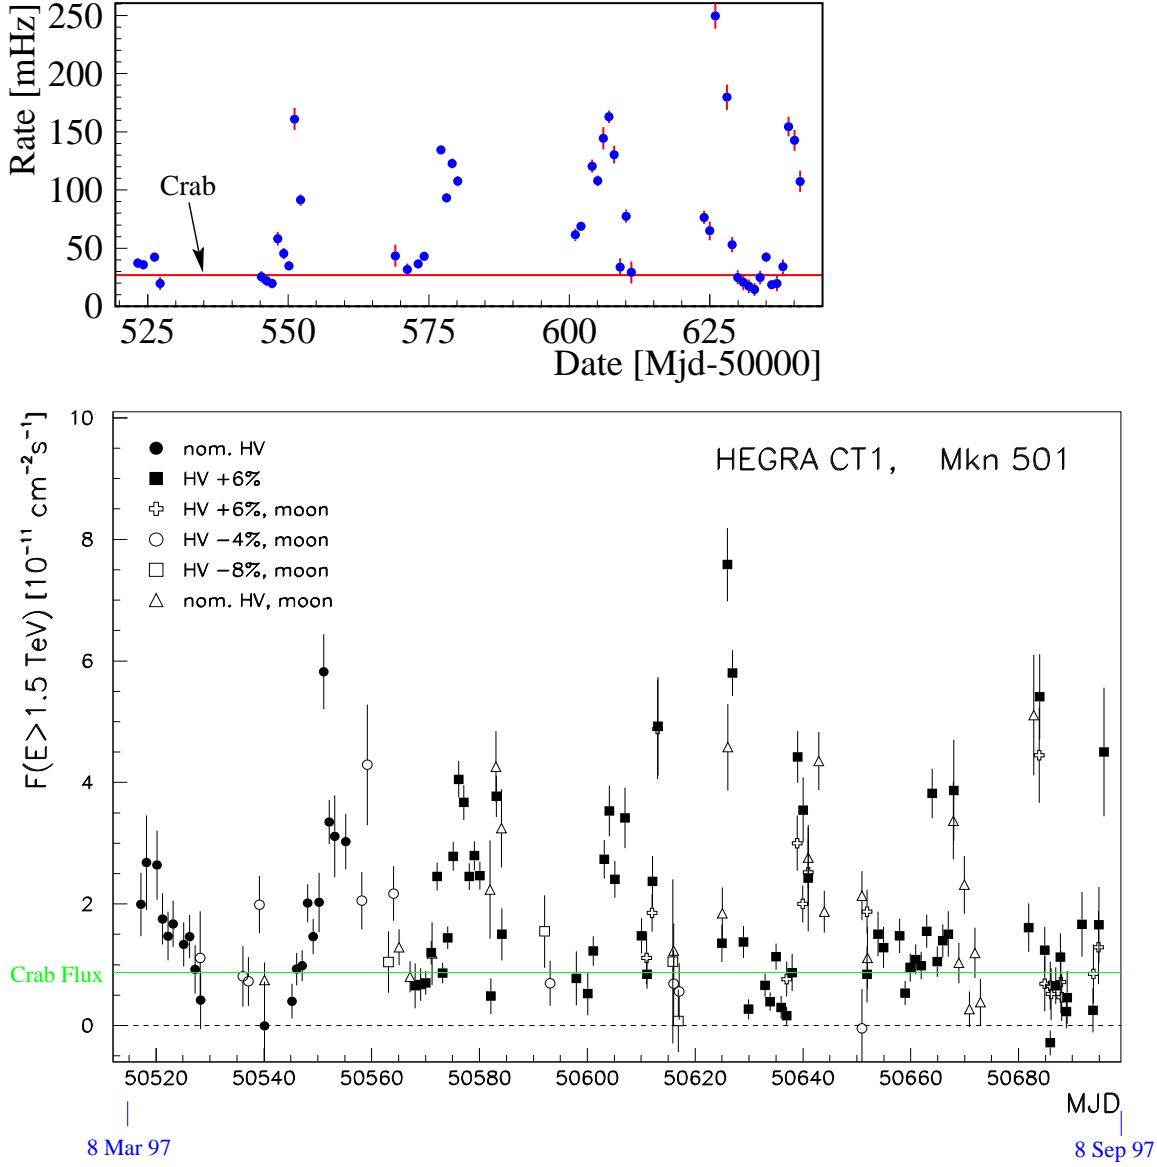 Rate [mHz]
250
200
150
100
50
0
Crab
525 550 575 600 625
Date [Mjd-50000]
F(E>1.5 TeV) [10⁻¹¹ cm⁻²s⁻¹]
10
8
6
4
2
0
nom. HV
HV +6%
HV +6%, moon
HV −4%, moon
HV −8%, moon
nom. HV, moon
HEGRA CT1, Mkn 501
Crab Flux
50520 50540 50560 50580 50600 50620 50640 50660 50680
MJD
8 Mar 97 8 Sep 97